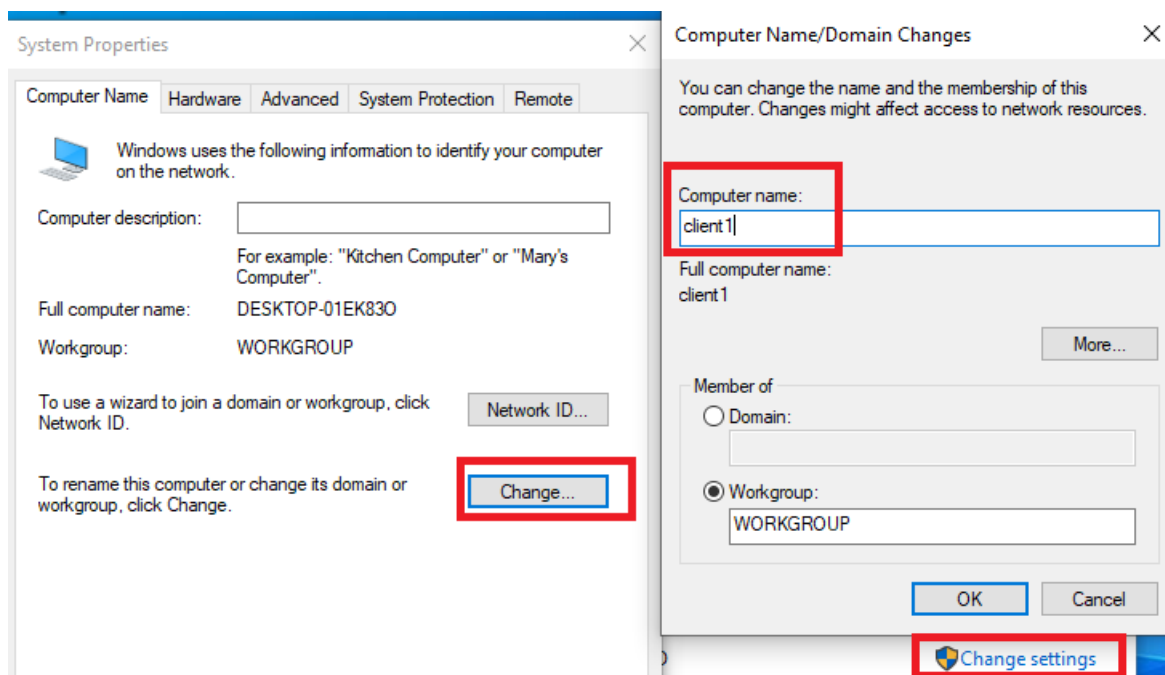 System Properties
Computer Name
Hardware
Advanced
System Protection
Remote
Windows uses the following information to identify your computer
on the network.
Computer description:
For example: "Kitchen Computer" or "Mary's
Computer".
Full computer name:
DESKTOP-01EK83O
Workgroup:
WORKGROUP
To use a wizard to join a domain or workgroup, click
Network ID.
Network ID...
To rename this computer or change its domain or
workgroup, click Change.
Change...
Computer Name/Domain Changes
You can change the name and the membership of this
computer. Changes might affect access to network resources.
Computer name:
client1
Full computer name:
client1
More...
Member of
Domain:
Workgroup:
WORKGROUP
OK
Cancel
Change settings